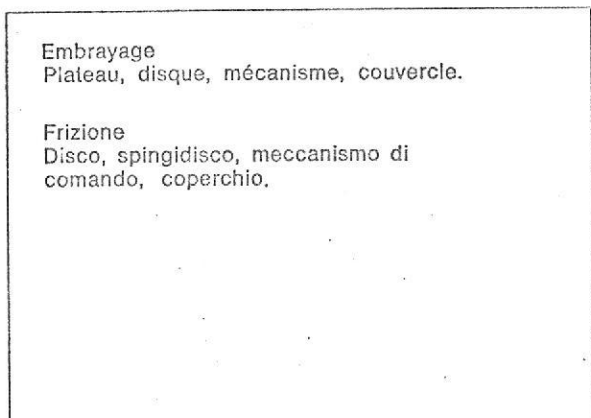 Embrayage
Plateau, disque, mécanisme, couvercle.
Frizione
Disco, spingidisco, meccanismo di
comando, coperchio.